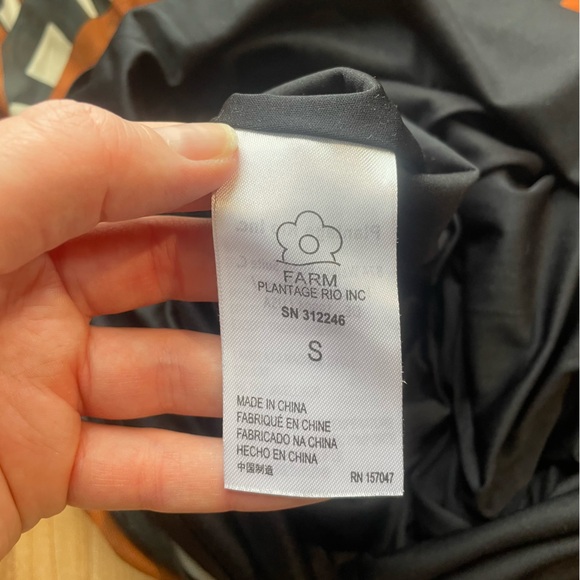 FARM
PLANTAGE RIO INC
SN 312246
S
MADE IN CHINA
FABRIQUÉ EN CHINE
FABRICADO NA CHINA
HECHO EN CHINA
中国制造
RN 157047